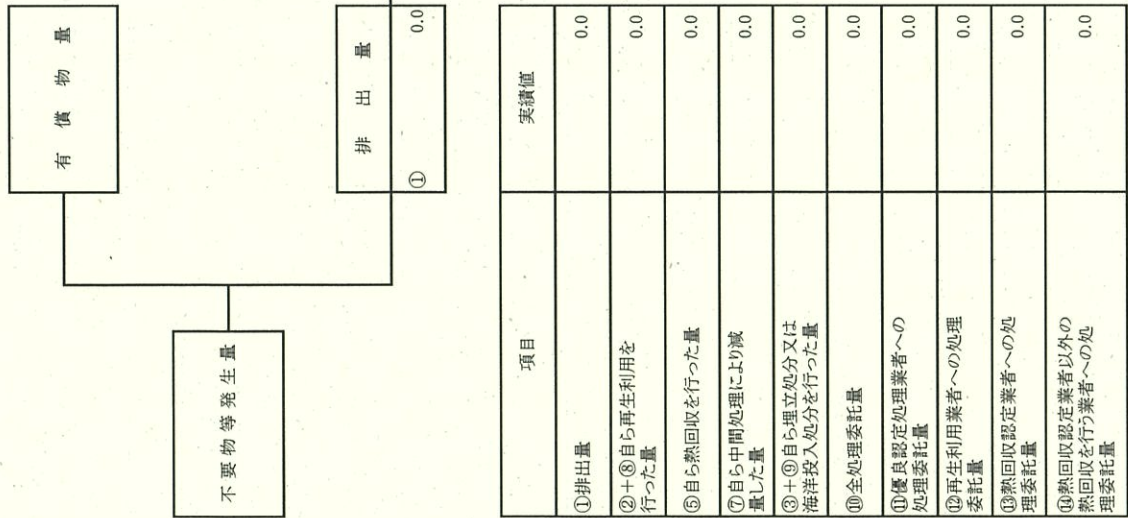 有償物量
不要物等発生量
排出量
① 0.0
項目 実績値
①排出量 0.0
②+⑧自ら再生利用を
行った量 0.0
⑤自ら熱回収を行った量 0.0
⑦自ら中間処理により減
量した量 0.0
③+⑨自ら埋立処分又は
海洋投入処分を行った量 0.0
⑩全処理委託量 0.0
⑪優良認定処理業者への
処理委託量 0.0
⑫再生利用業者への処理
委託量 0.0
⑬熱回収認定業者への処
理委託量 0.0
⑭熱回収認定業者以外の
熱回収を行う業者への処
理委託量 0.0